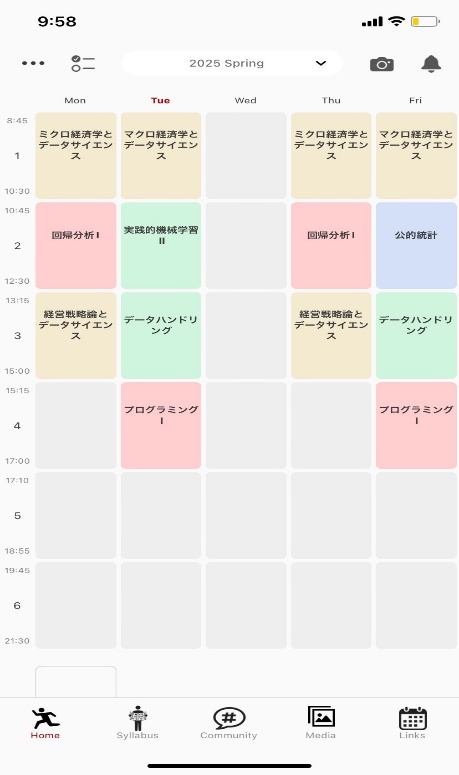 9:58
2025 Spring
Mon Tue Wed Thu Fri
8:45
1
10:30
ミクロ経済学と
データサイエン
ス
マクロ経済学と
データサイエン
ス
ミクロ経済学と
データサイエン
ス
マクロ経済学と
データサイエン
ス
10:45
2
12:30
回帰分析I
実践的機械学習
II
回帰分析I
公的統計
13:15
3
15:00
経営戦略論と
データサイエン
ス
データハンドリ
ング
経営戦略論と
データサイエン
ス
データハンドリ
ング
15:15
4
17:00
プログラミング
I
プログラミング
I
17:10
5
18:55
19:45
6
21:30
Home Syllabus Community Media Links